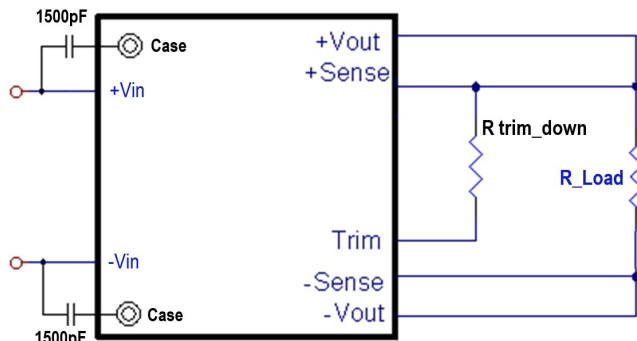 1500pF
Case
+Vin
+Vout
+Sense
R trim_down
R_Load
Trim
-Vin
-Sense
-Vout
Case
1500pF